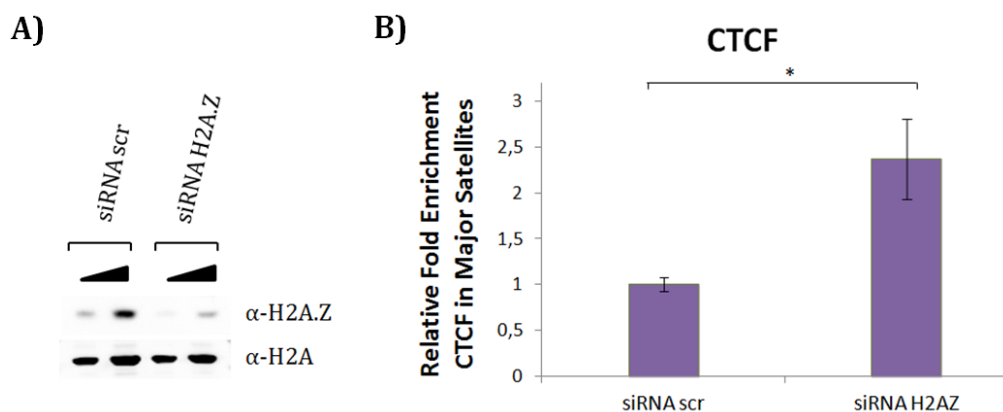 A)
siRNA scr
siRNA H2A.Z
α-H2A.Z
α-H2A
B)
CTCF
*
Relative Fold Enrichment
CTCF in Major Satellites
3
2,5
2
1,5
1
0,5
0
siRNA scr
siRNA H2AZ